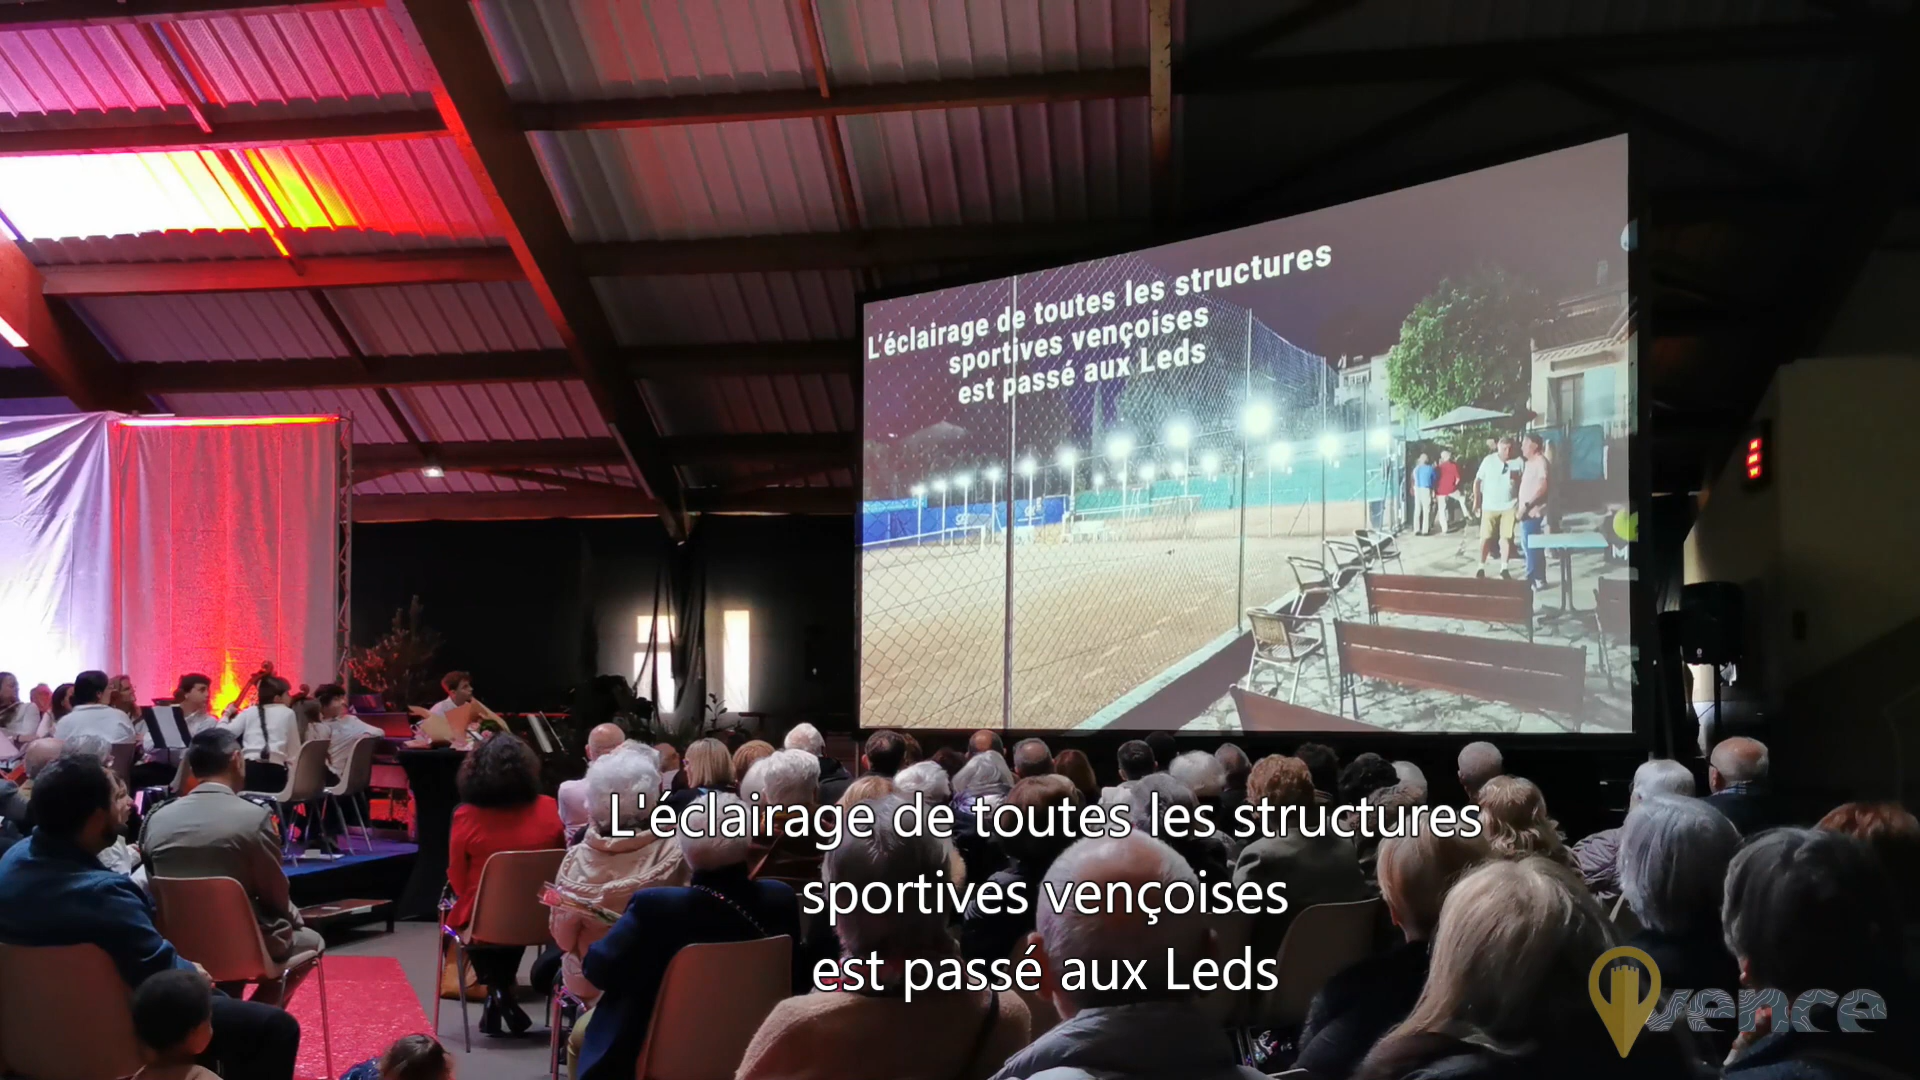 L'éclairage de toutes les structures
sportives vençoises
est passé aux Leds
L'éclairage de toutes les structures
sportives vençoises
est passé aux Leds
vence